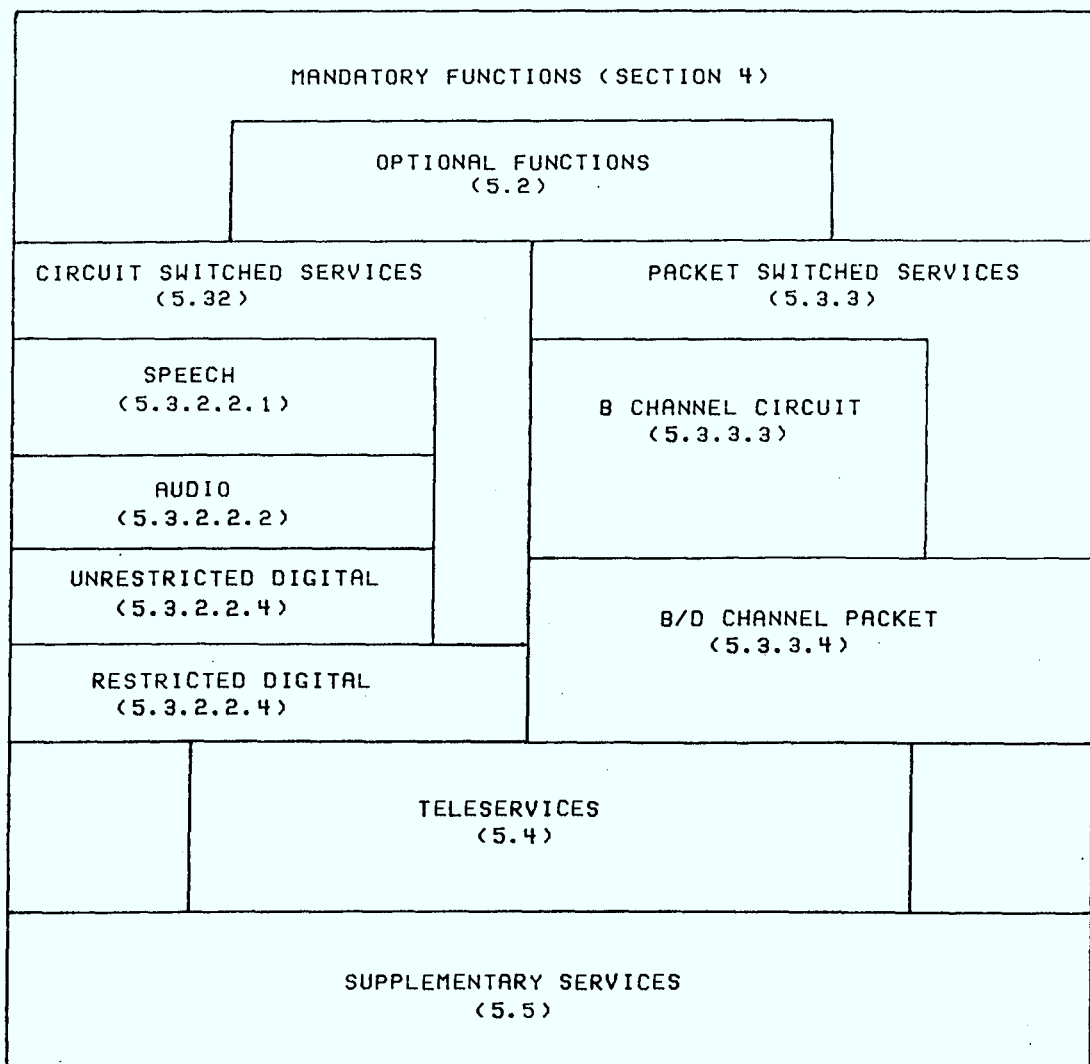 MANDATORY FUNCTIONS (SECTION 4)
OPTIONAL FUNCTIONS
(5.2)
CIRCUIT SWITCHED SERVICES
(5.32)
SPEECH
(5.3.2.2.1)
AUDIO
(5.3.2.2.2)
UNRESTRICTED DIGITAL
(5.3.2.2.4)
RESTRICTED DIGITAL
(5.3.2.2.4)
PACKET SWITCHED SERVICES
(5.3.3)
B CHANNEL CIRCUIT
(5.3.3.3)
B/D CHANNEL PACKET
(5.3.3.4)
TELESERVICES
(5.4)
SUPPLEMENTARY SERVICES
(5.5)